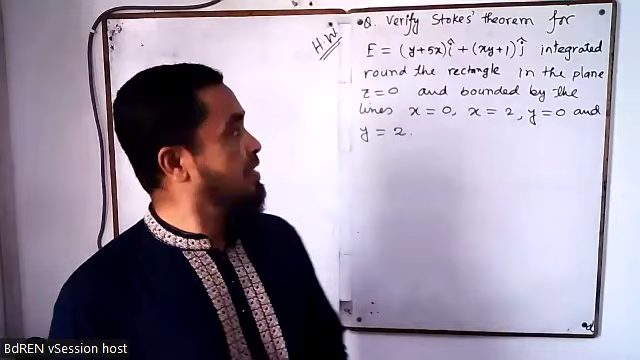 H.W
Q. Verify Stokes' theorem for
F = (y+5x)î + (xy+1)ĵ integrated
round the rectangle in the plane
z=0 and bounded by the
lines x = 0, x = 2, y = 0 and
y = 2.
BdREN vSession host